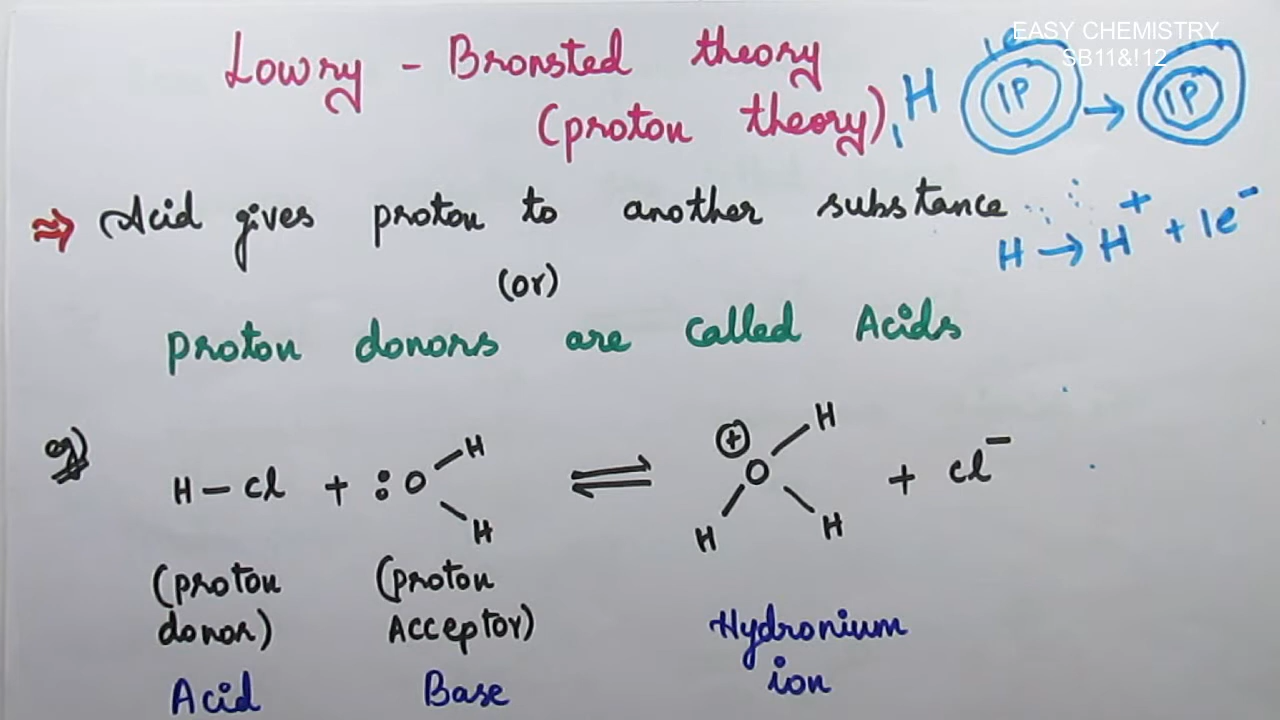 EASY CHEMISTRY
SB11&!12
Lowry - Bronsted theory
(proton theory)
1H 1e 1P → 1P
⇒ Acid gives proton to another substance
H → H⁺ + 1e⁻
(or)
Proton donors are called Acids
eg)
H – Cl + :O H H ⇌ ⊕ O H H H + Cl⁻
(proton donor) (proton Acceptor) Hydronium ion
Acid Base